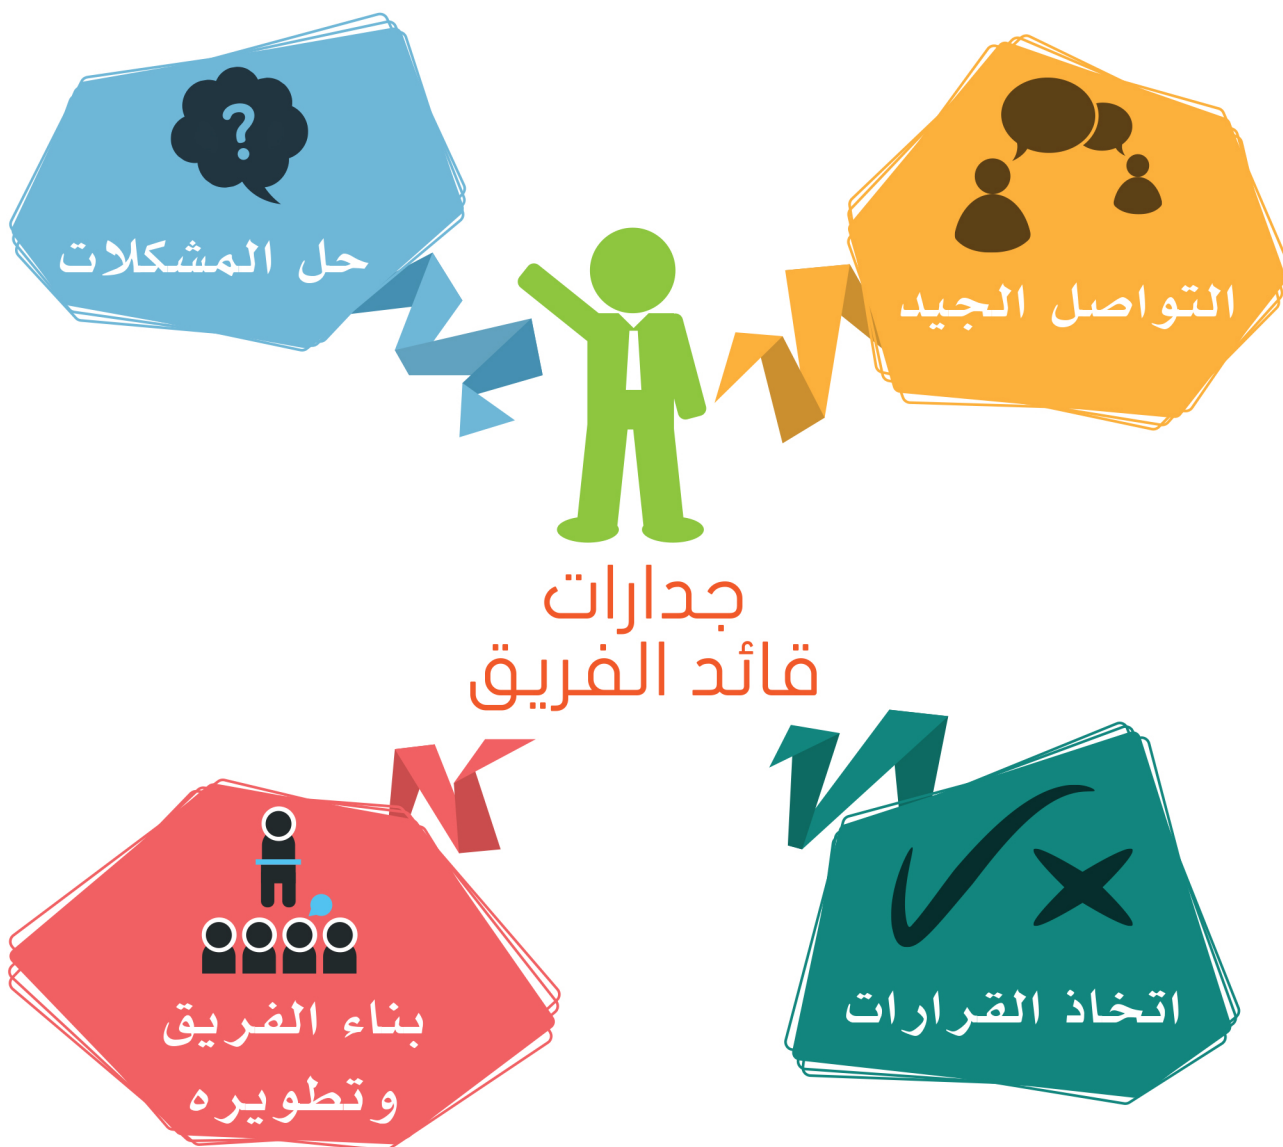 التواصل الجيد
حل المشكلات
جدارات
قائد الفريق
اتخاذ القرارات
بناء الفريق
وتطويره
?